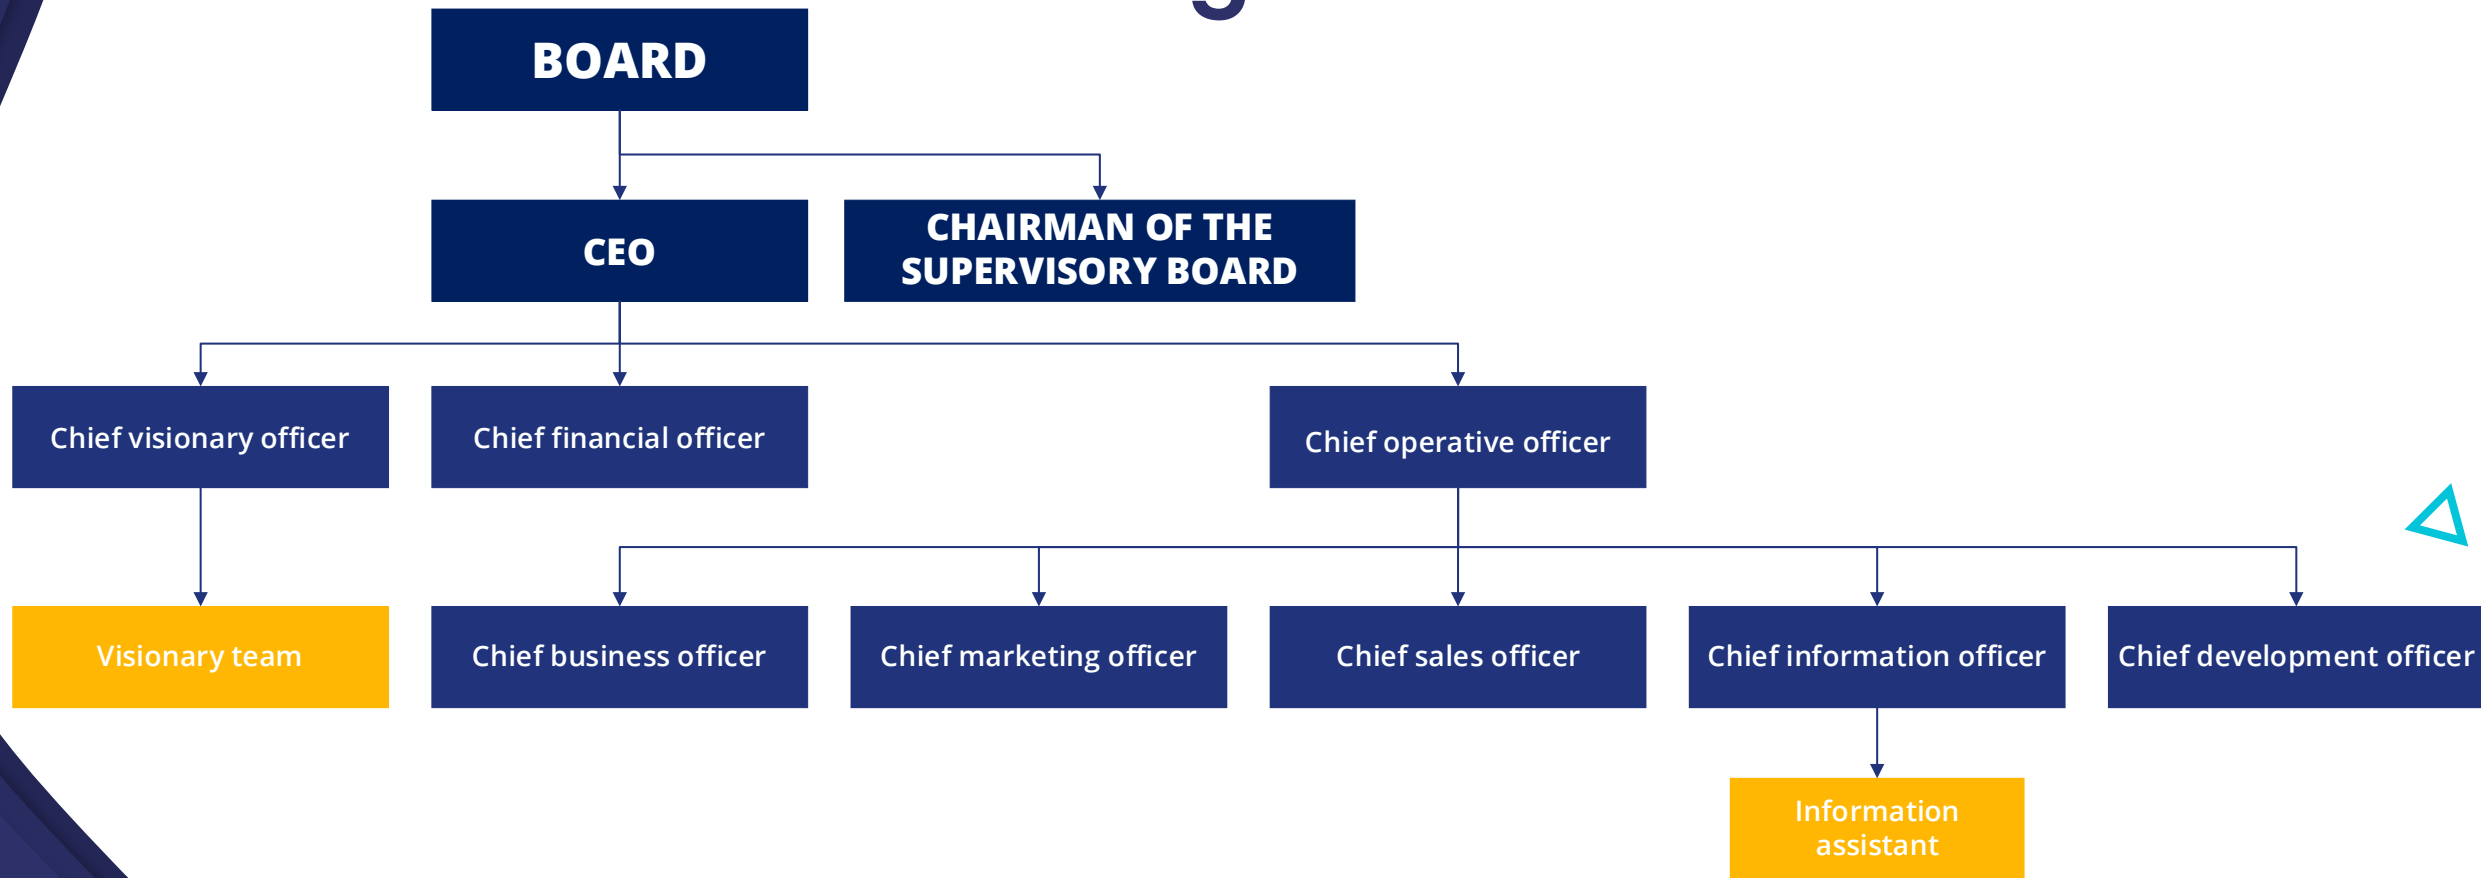 BOARD
CEO
CHAIRMAN OF THE
SUPERVISORY BOARD
Chief visionary officer
Chief financial officer
Chief operative officer
Visionary team
Chief business officer
Chief marketing officer
Chief sales officer
Chief information officer
Chief development officer
Information
assistant